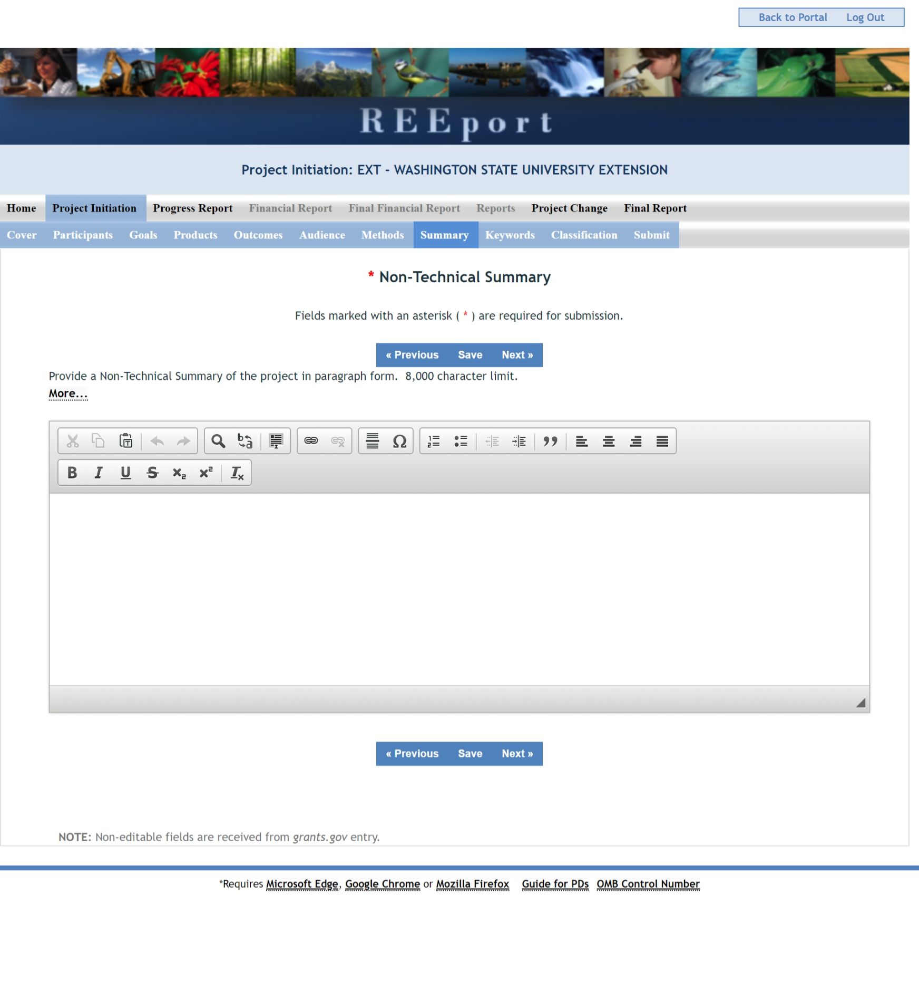 Back to Portal Log Out
REEport
Project Initiation: EXT - WASHINGTON STATE UNIVERSITY EXTENSION
Home Project Initiation Progress Report Financial Report Final Financial Report Reports Project Change Final Report
Cover Participants Goals Products Outcomes Audience Methods Summary Keywords Classification Submit
* Non-Technical Summary
Fields marked with an asterisk ( * ) are required for submission.
« Previous Save Next »
Provide a Non-Technical Summary of the project in paragraph form. 8,000 character limit.
More...
« Previous Save Next »
NOTE: Non-editable fields are received from grants.gov entry.
*Requires Microsoft Edge, Google Chrome or Mozilla Firefox Guide for PDs OMB Control Number